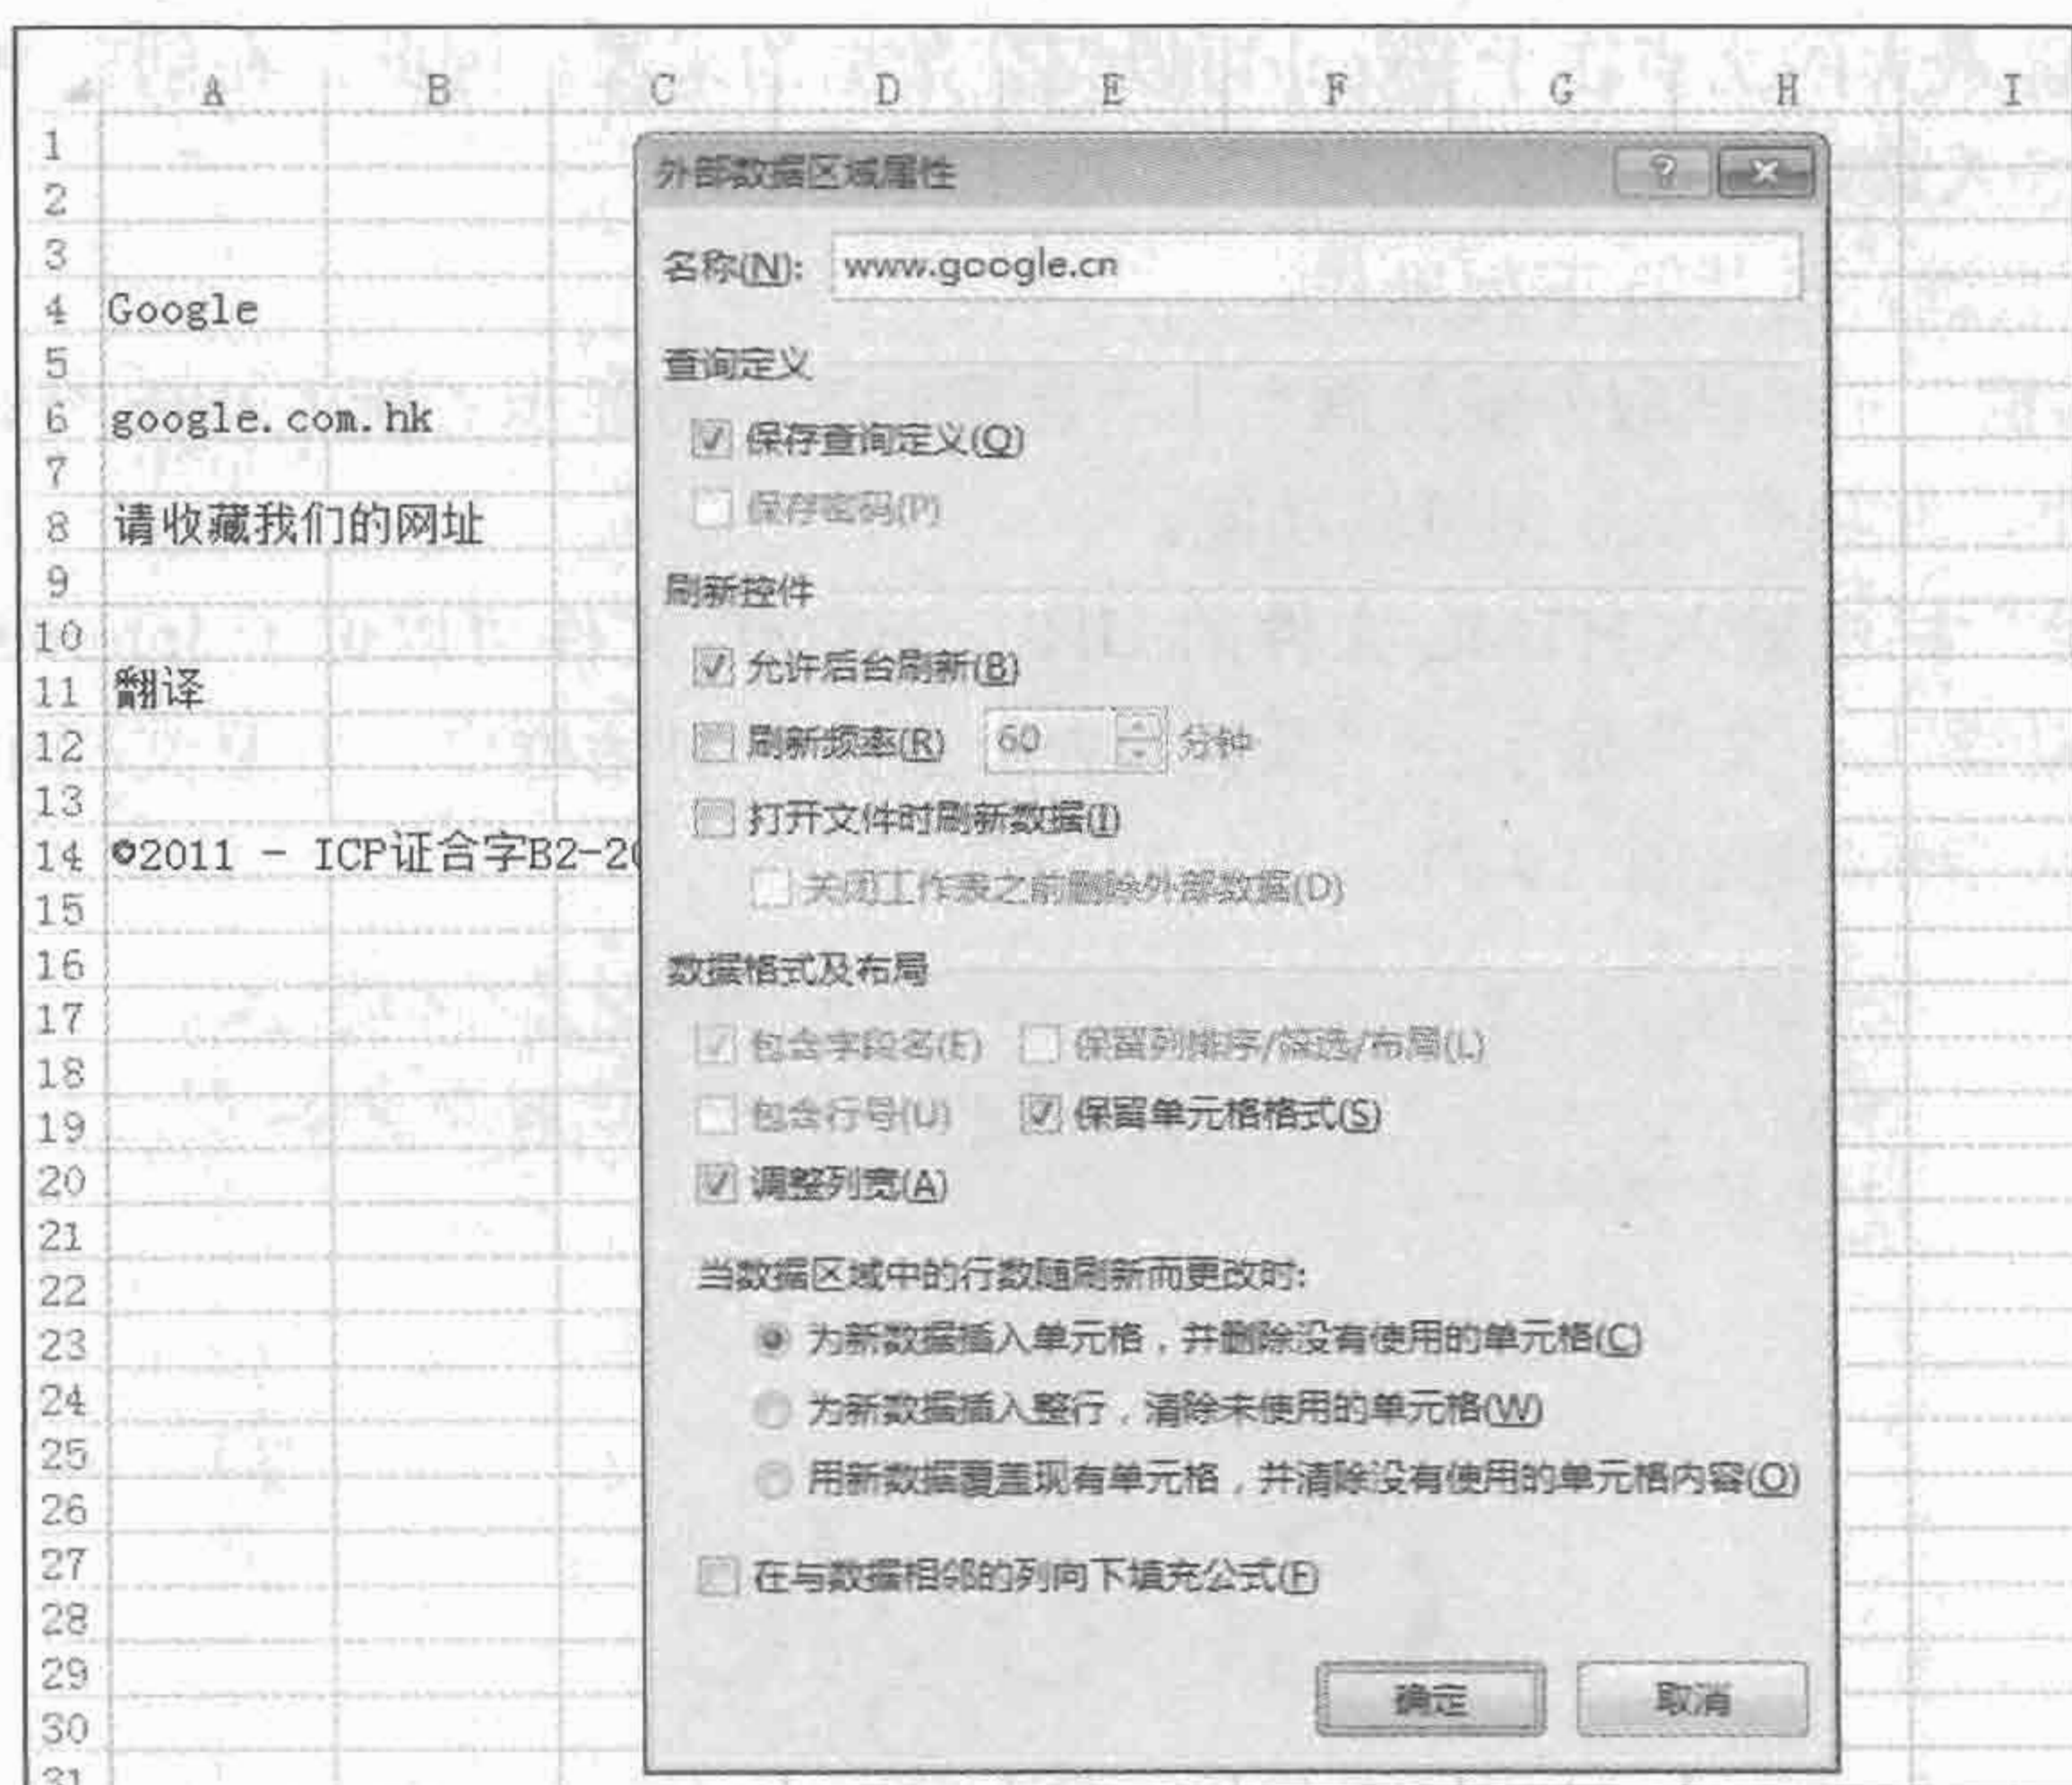 A B C D E F G H I
1
2
3
4 Google
5
6 google.com.hk
7
8 请收藏我们的网址
9
10
11 翻译
12
13
14 ©2011 - ICP证合字B2-20
15
16
17
18
19
20
21
22
23
24
25
26
27
28
29
30
31
外部数据区域属性
名称(N): www.google.cn
查询定义
保存查询定义(Q)
保存密码(P)
刷新控件
允许后台刷新(B)
刷新频率(R) 60 分钟
打开文件时刷新数据(I)
关闭工作表之前删除外部数据(D)
数据格式及布局
包含字段名(E) 保留列排序/筛选/布局(L)
包含行号(U) 保留单元格格式(S)
调整列宽(A)
当数据区域中的行数随刷新而更改时:
为新数据插入单元格，并删除没有使用的单元格(C)
为新数据插入整行，清除未使用的单元格(W)
用新数据覆盖现有单元格，并清除没有使用的单元格内容(O)
在与数据相邻的列向下填充公式(F)
确定 取消